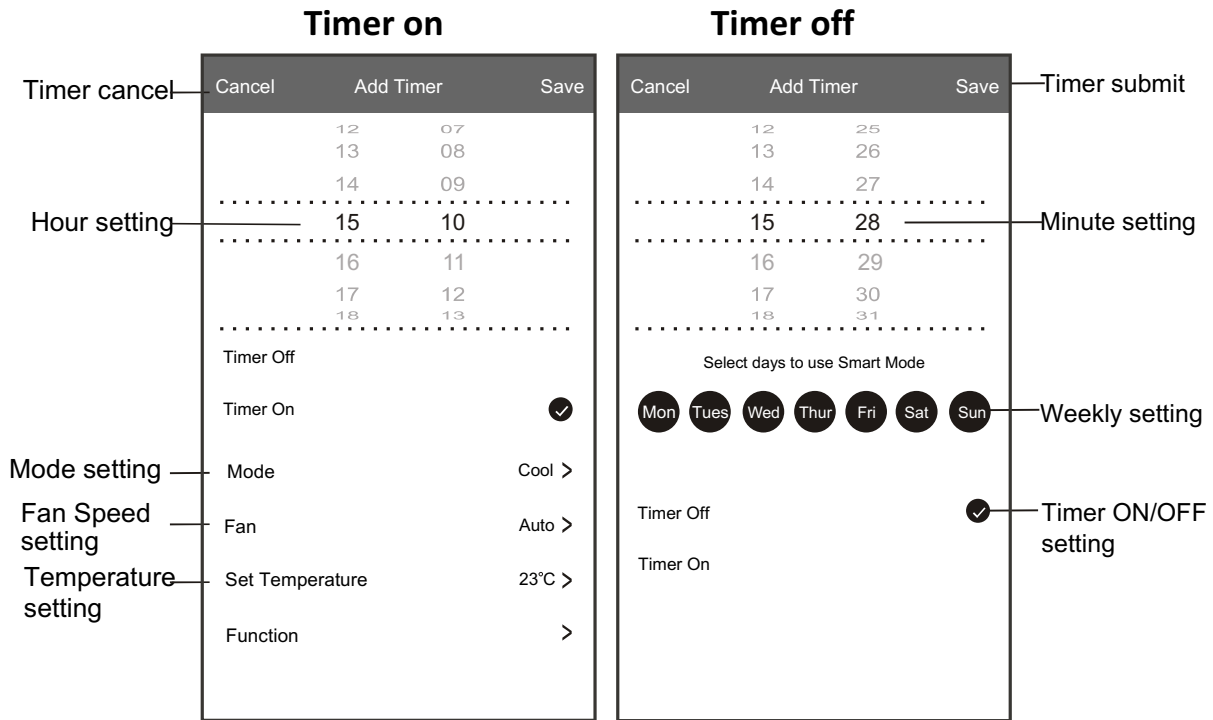 Timer on
Timer off
Timer cancel
Cancel Add Timer Save
Cancel Add Timer Save
Timer submit
12 07
13 08
14 09
15 10
16 11
17 12
18 13
12 25
13 26
14 27
15 28
16 29
17 30
18 31
Hour setting
Minute setting
Timer Off
Timer On
Mode setting
Mode Cool >
Fan Speed
setting
Fan Auto >
Temperature
setting
Set Temperature 23℃ >
Function >
Select days to use Smart Mode
Mon Tues Wed Thur Fri Sat Sun
Weekly setting
Timer Off
Timer On
Timer ON/OFF
setting